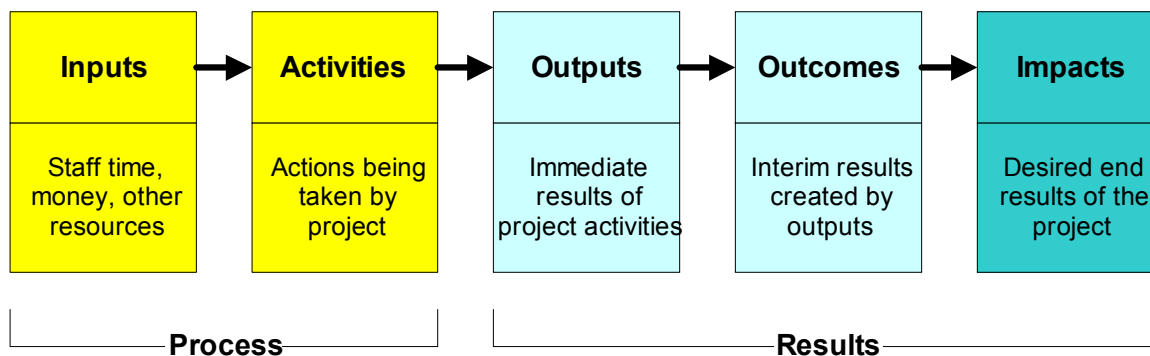 Inputs
Activities
Outputs
Outcomes
Impacts
Staff time,
money, other
resources
Actions being
taken by
project
Immediate
results of
project activities
Interim results
created by
outputs
Desired end
results of the
project
Process
Results